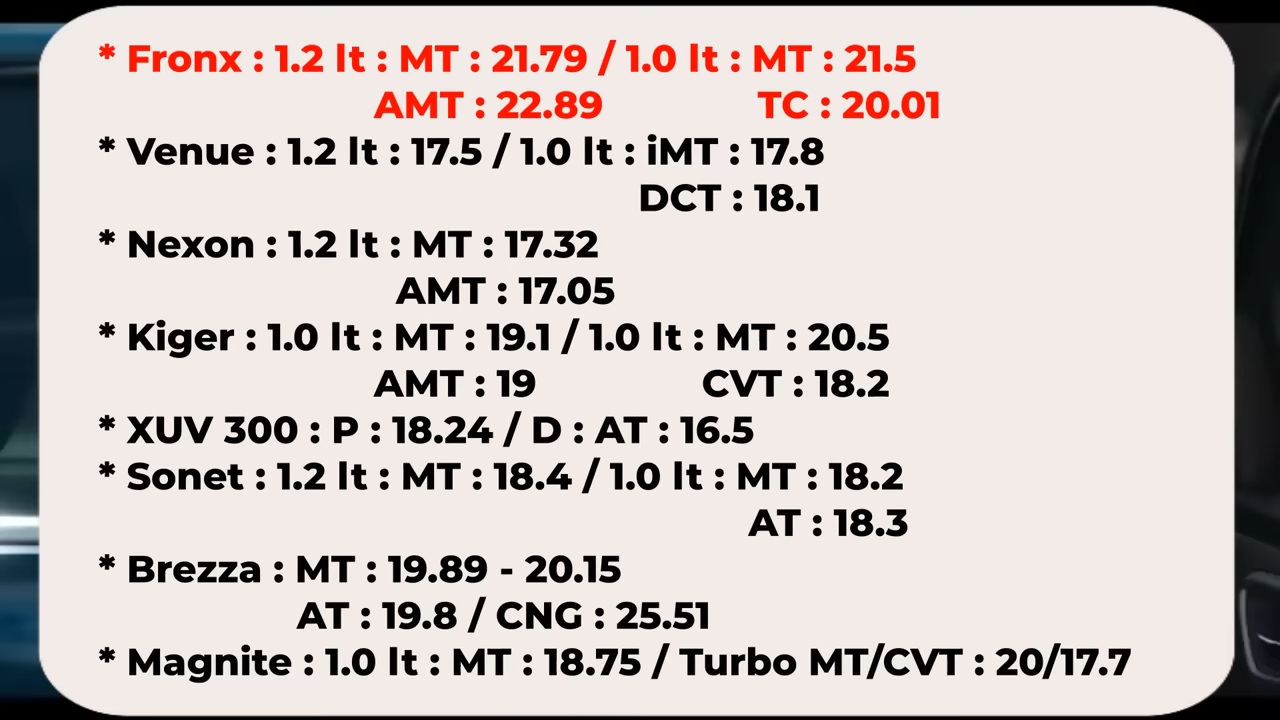 * Fronx : 1.2 lt : MT : 21.79 / 1.0 lt : MT : 21.5
AMT : 22.89 TC : 20.01
* Venue : 1.2 lt : 17.5 / 1.0 lt : iMT : 17.8
DCT : 18.1
* Nexon : 1.2 lt : MT : 17.32
AMT : 17.05
* Kiger : 1.0 lt : MT : 19.1 / 1.0 lt : MT : 20.5
AMT : 19 CVT : 18.2
* XUV 300 : P : 18.24 / D : AT : 16.5
* Sonet : 1.2 lt : MT : 18.4 / 1.0 lt : MT : 18.2
AT : 18.3
* Brezza : MT : 19.89 - 20.15
AT : 19.8 / CNG : 25.51
* Magnite : 1.0 lt : MT : 18.75 / Turbo MT/CVT : 20/17.7